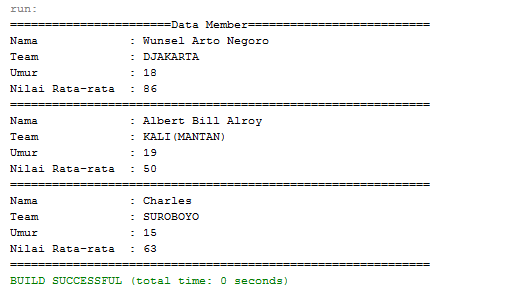 run:
=======================Data Member==========================
Nama : Wunsel Arto Negoro
Team : DJAKARTA
Umur : 18
Nilai Rata-rata : 86
============================================================
Nama : Albert Bill Alroy
Team : KALI(MANTAN)
Umur : 19
Nilai Rata-rata : 50
============================================================
Nama : Charles
Team : SUROBOYO
Umur : 15
Nilai Rata-rata : 63
============================================================
BUILD SUCCESSFUL (total time: 0 seconds)